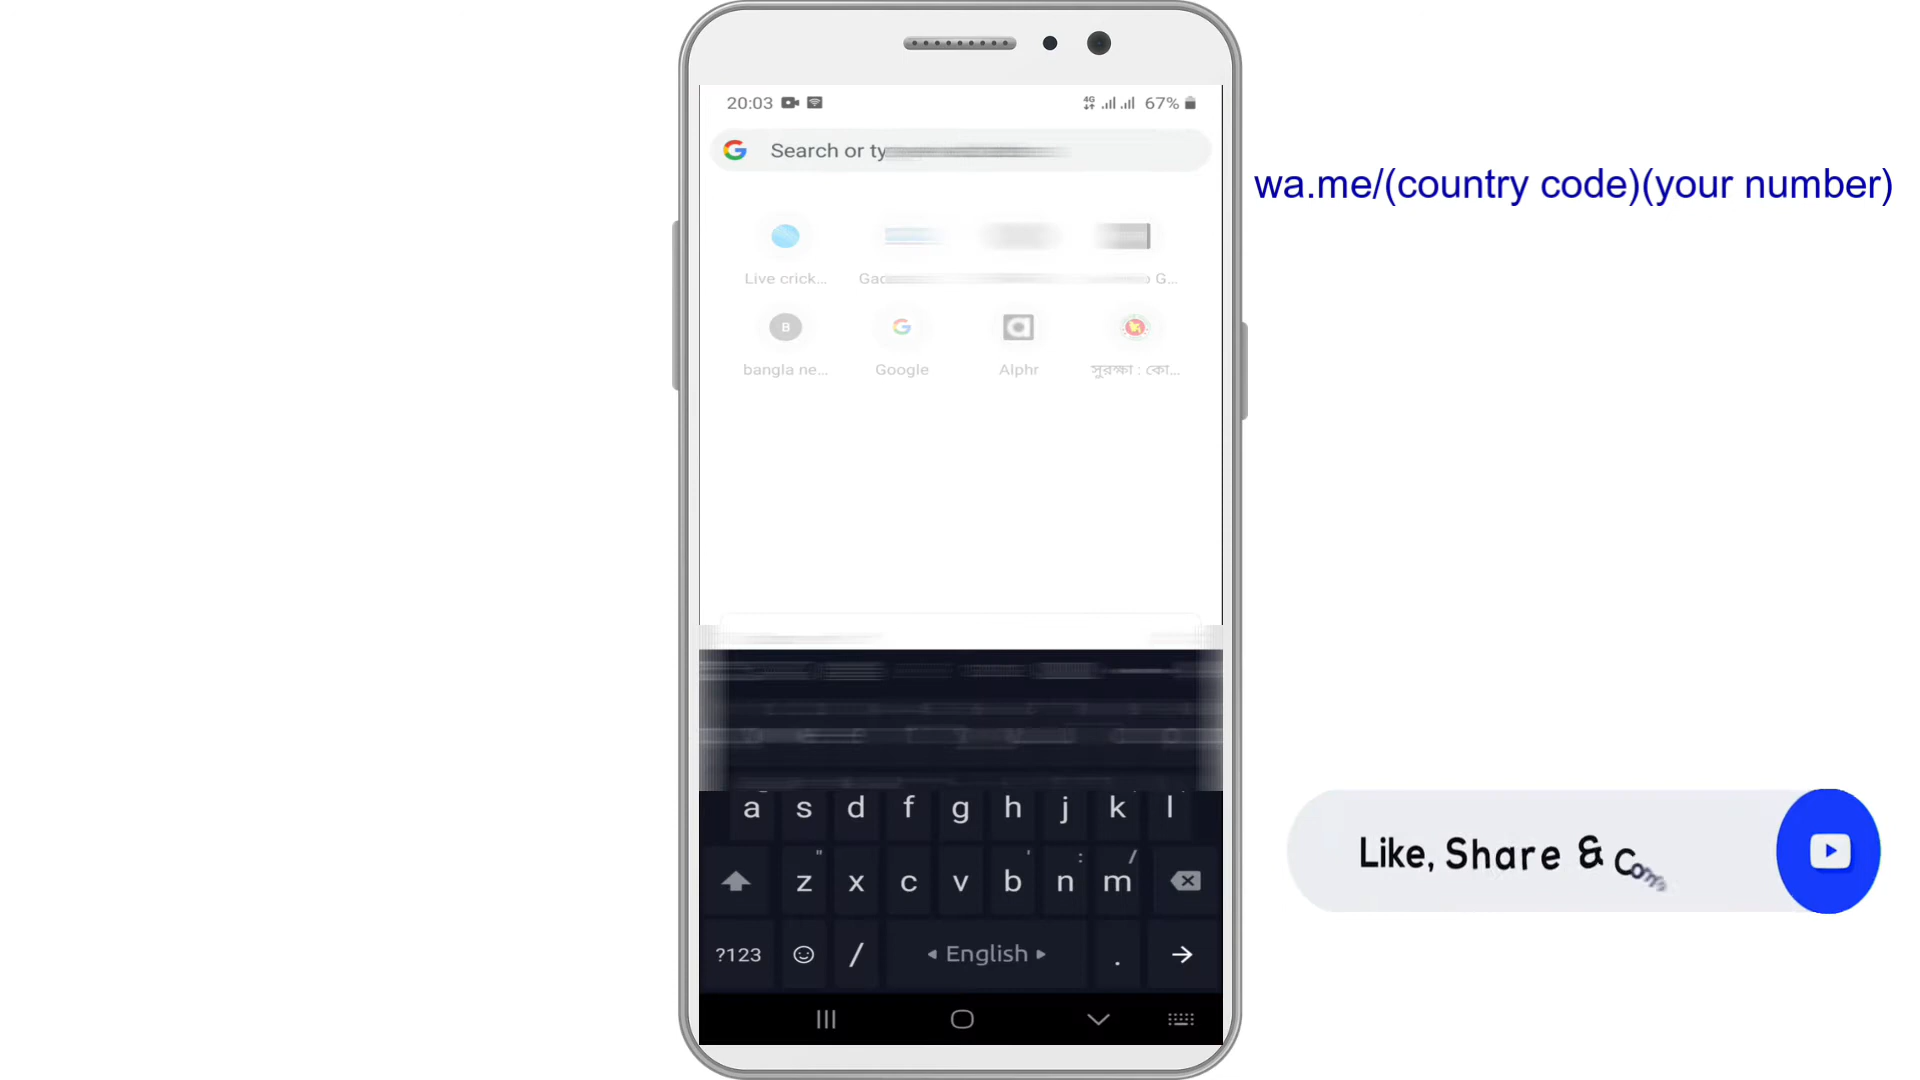 20:03 4G 67%
Search or ty
wa.me/(country code)(your number)
Live crick... G...
B
bangla ne... Google Alphr সুরক্ষা : কো...
a s d f g h j k l
" ' : /
z x c v b n m
?123 / English .
Like, Share &